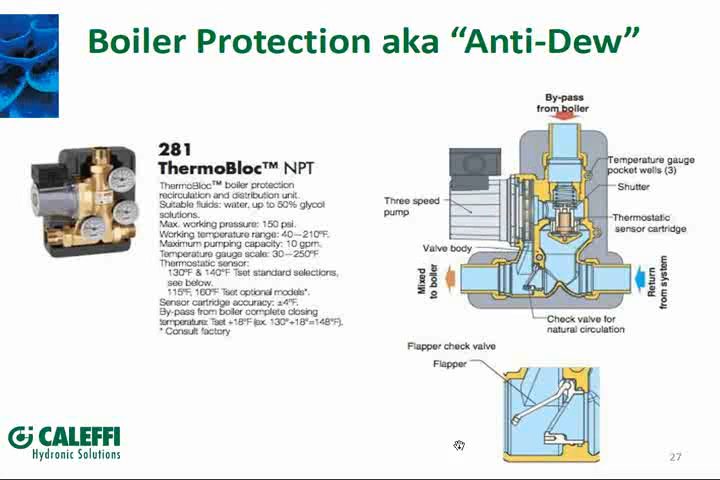 Boiler Protection aka “Anti-Dew”
281
ThermoBloc™ NPT
ThermoBloc™ boiler protection
recirculation and distribution unit.
Suitable fluids: water, up to 50% glycol
solutions.
Max. working pressure: 150 psi.
Working temperature range: 40—210°F.
Maximum pumping capacity: 10 gpm.
Temperature gauge scale: 30—250°F
Thermostatic sensor:
130°F & 140°F Tset standard selections,
see below.
115°F, 160°F Tset optional models*.
Sensor cartridge accuracy: ±4°F.
By-pass from boiler complete closing
temperature: Tset +18°F (ex. 130°+18°=148°F).
* Consult factory
By-pass
from boiler
Temperature gauge
pocket wells (3)
Shutter
Three speed
pump
Thermostatic
sensor cartridge
Valve body
Mixed
to boiler
Return
from system
Check valve for
natural circulation
Flapper check valve
Flapper
CALEFFI
Hydronic Solutions
27